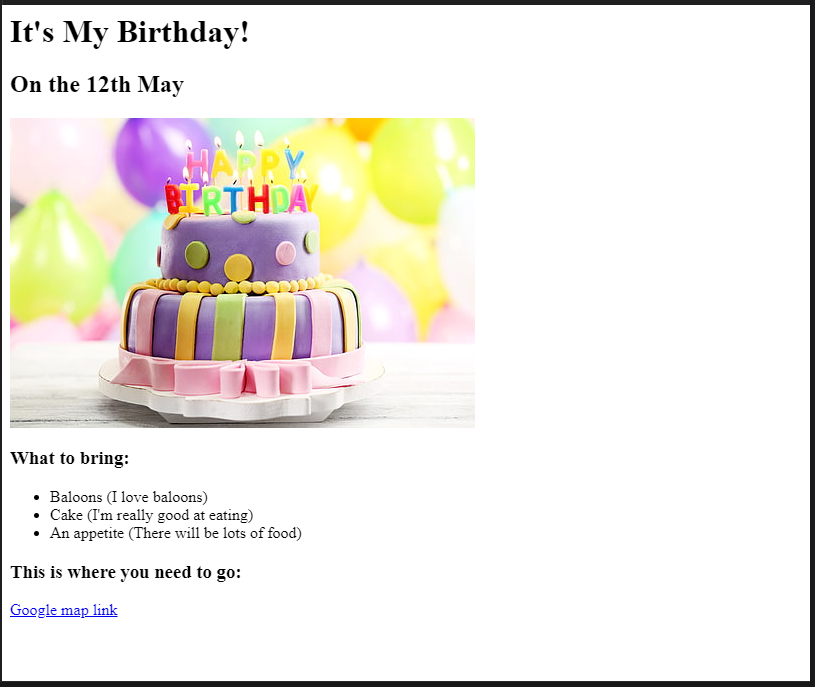 It's My Birthday!
On the 12th May
HAPPY
BIRTHDAY
What to bring:
Baloons (I love baloons)
Cake (I'm really good at eating)
An appetite (There will be lots of food)
This is where you need to go:
Google map link